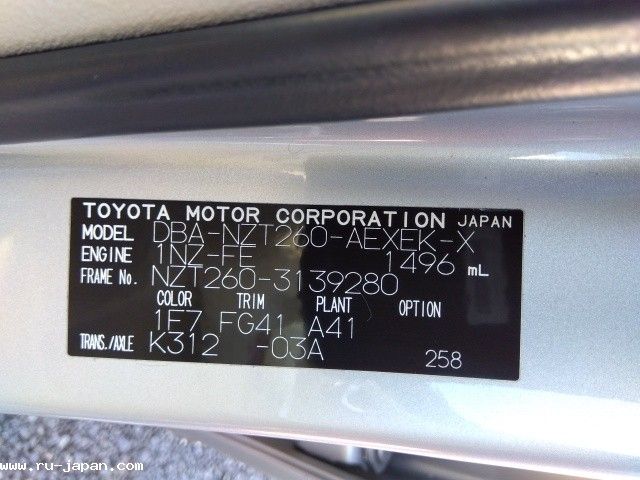 TOYOTA MOTOR CORPORATION JAPAN
MODEL DBA-NZT260-AEXEK-X
ENGINE 1NZ-FE 1496 mL
FRAME No. NZT260-3139280
COLOR TRIM PLANT OPTION
1F7 FG41 A41
TRANS./AXLE K312 -03A
258
www.ru-japan.com